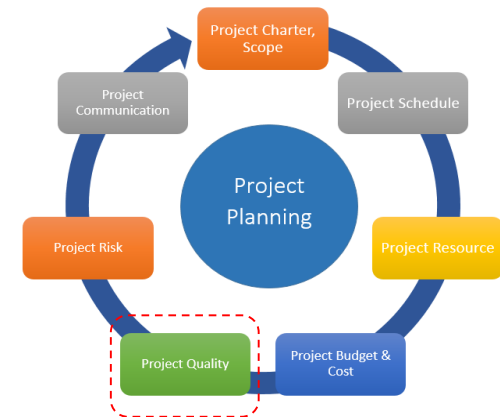 Project Charter,
Scope
Project Schedule
Project Resource
Project Budget &
Cost
Project Quality
Project Risk
Project
Communication
Project
Planning